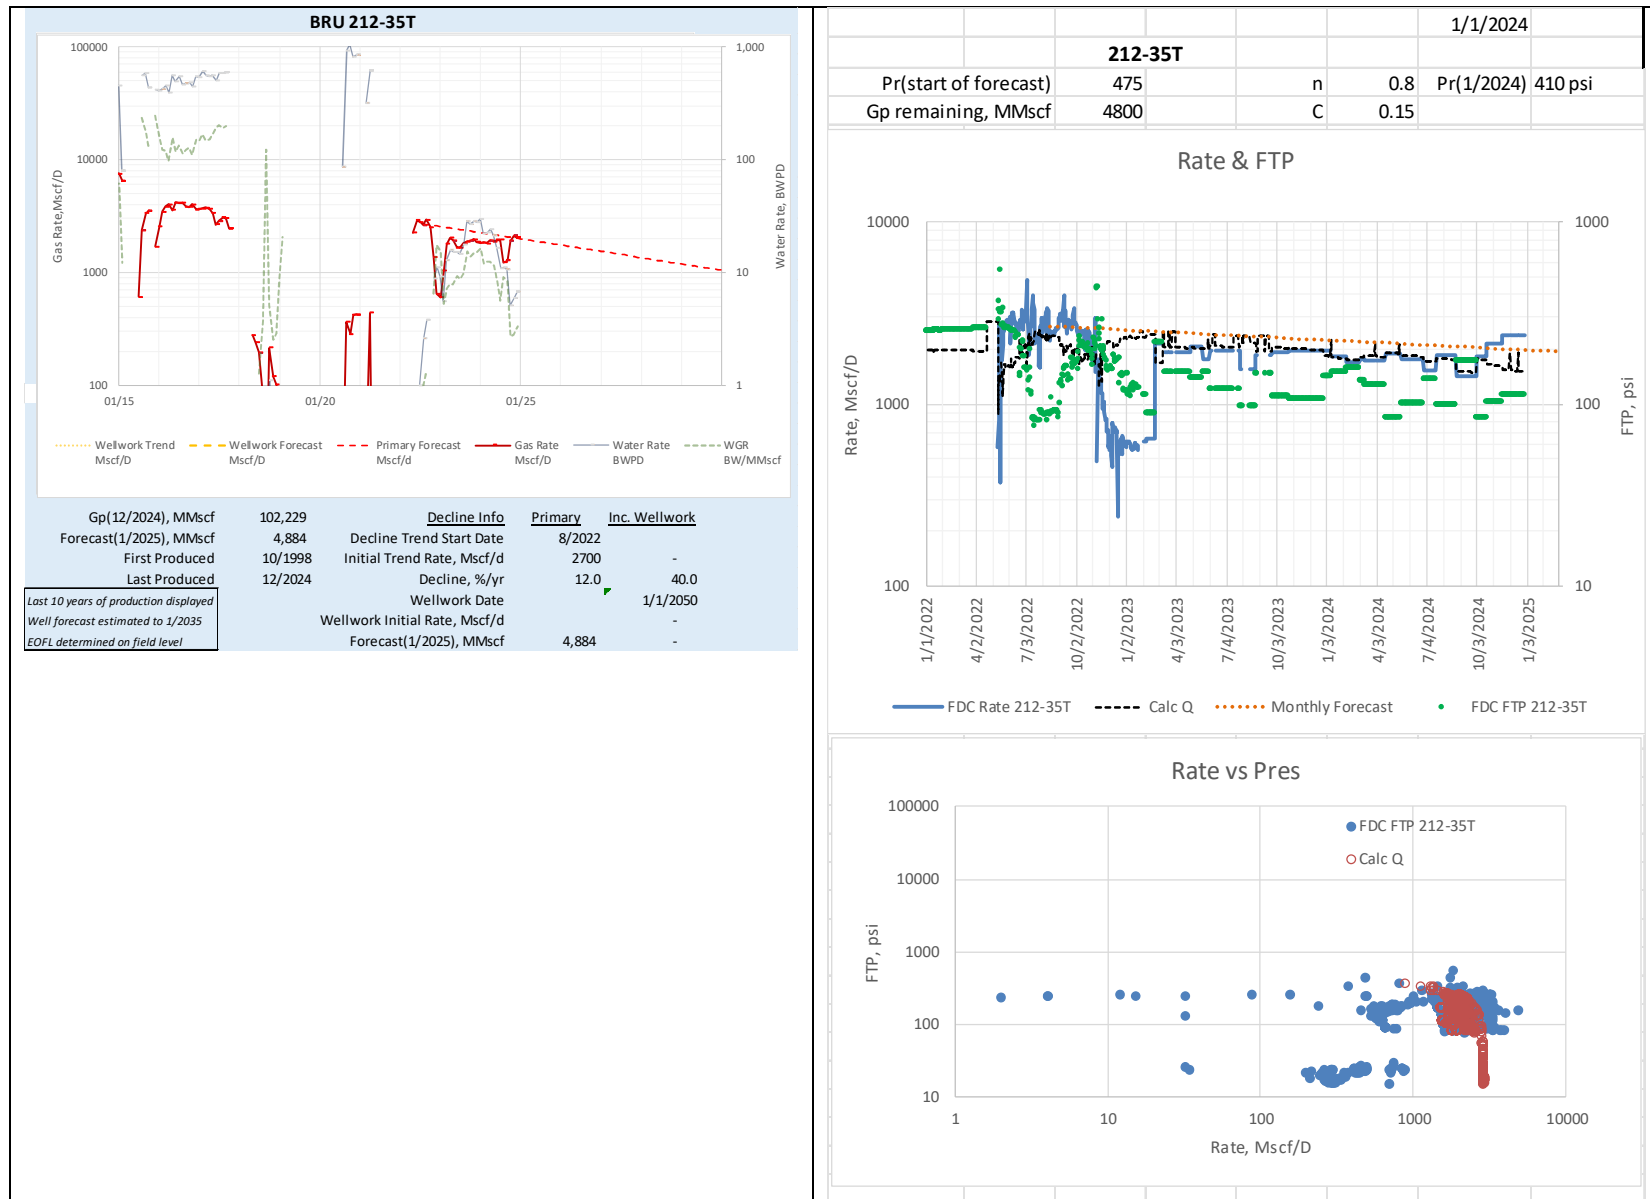 BRU 212-35T
100000
10000
1000
100
Gas Rate,Mscf/D
1,000
100
10
1
Water Rate, BWPD
01/15
01/20
01/25
Wellwork Trend Mscf/D
Wellwork Forecast Mscf/D
Primary Forecast Mscf/d
Gas Rate Mscf/D
Water Rate BWPD
WGR BW/MMscf
Gp(12/2024), MMscf 102,229 Decline Info Primary Inc. Wellwork
Forecast(1/2025), MMscf 4,884 Decline Trend Start Date 8/2022
First Produced 10/1998 Initial Trend Rate, Mscf/d 2700 -
Last Produced 12/2024 Decline, %/yr 12.0 40.0
Last 10 years of production displayed Wellwork Date 1/1/2050
Well forecast estimated to 1/2035 Wellwork Initial Rate, Mscf/d -
EOFL determined on field level Forecast(1/2025), MMscf 4,884 -
1/1/2024
212-35T
Pr(start of forecast) 475 n 0.8 Pr(1/2024) 410 psi
Gp remaining, MMscf 4800 C 0.15
Rate & FTP
10000
1000
100
Rate, Mscf/D
1000
100
10
FTP, psi
1/1/2022
4/2/2022
7/3/2022
10/2/2022
1/2/2023
4/3/2023
7/4/2023
10/3/2023
1/3/2024
4/3/2024
7/4/2024
10/3/2024
1/3/2025
FDC Rate 212-35T
Calc Q
Monthly Forecast
FDC FTP 212-35T
Rate vs Pres
100000
10000
1000
100
10
FTP, psi
FDC FTP 212-35T
Calc Q
1
10
100
1000
10000
Rate, Mscf/D